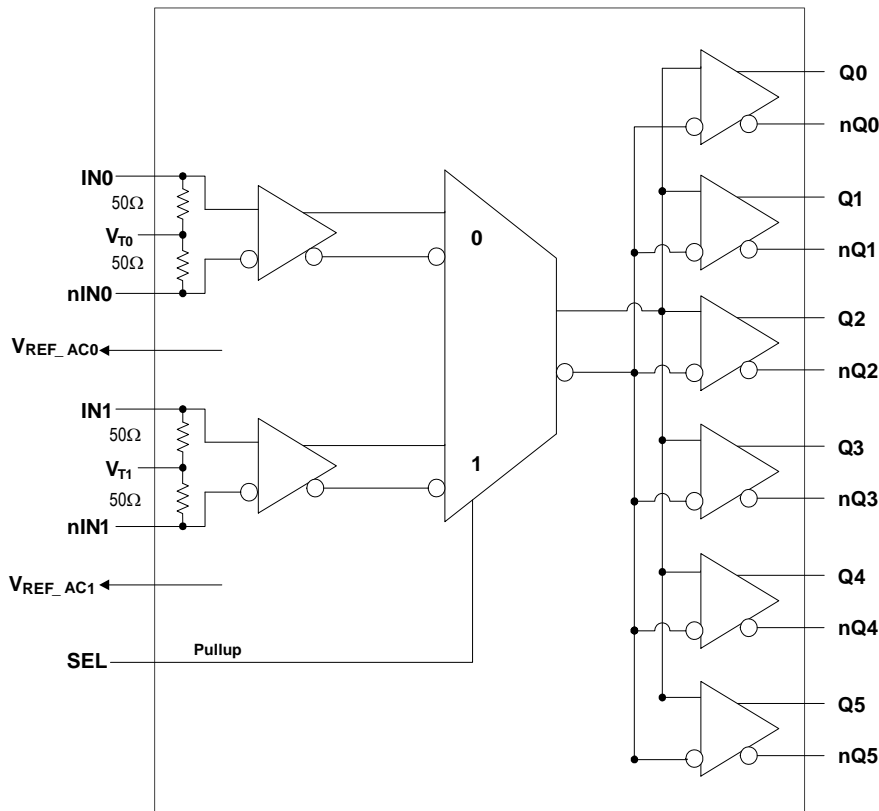 IN0
50Ω
VT0
50Ω
nIN0
VREF_AC0
IN1
50Ω
VT1
50Ω
nIN1
VREF_AC1
SEL
Pullup
0
1
Q0
nQ0
Q1
nQ1
Q2
nQ2
Q3
nQ3
Q4
nQ4
Q5
nQ5